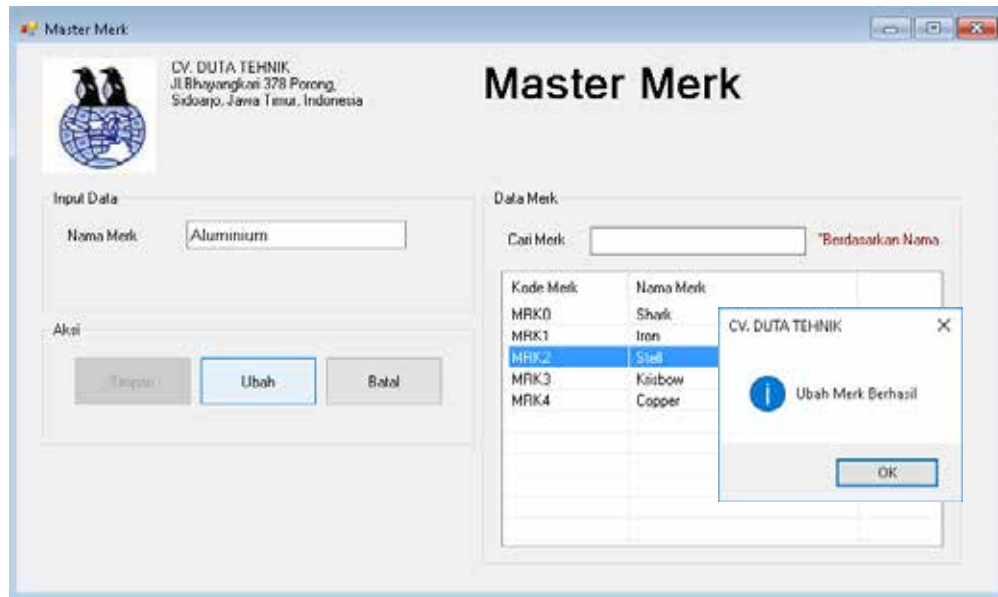 Master Merk
CV. DUTA TEHNIK
Jl.Bhayangkari 378 Porong,
Sidoarjo, Jawa Timur, Indonesia
Master Merk
Input Data
Nama Merk
Aluminium
Aksi
Simpan
Ubah
Batal
Data Merk
Cari Merk
*Berdasarkan Nama
Kode Merk Nama Merk
MRK0 Shark
MRK1 Iron
MRK2 Stell
MRK3 Krisbow
MRK4 Copper
CV. DUTA TEHNIK
Ubah Merk Berhasil
OK